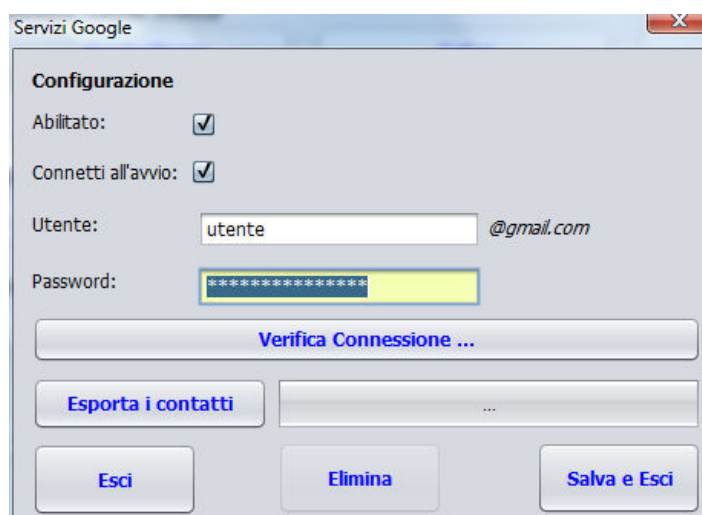 Servizi Google
Configurazione
Abilitato:
Connetti all'avvio:
Utente: utente @gmail.com
Password: ***************
Verifica Connessione ...
Esporta i contatti ...
Esci Elimina Salva e Esci